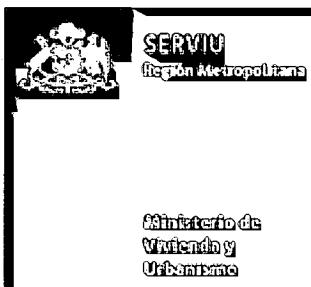 SERVIU
Región Metropolitana
Ministerio de
Vivienda y
Urbanismo